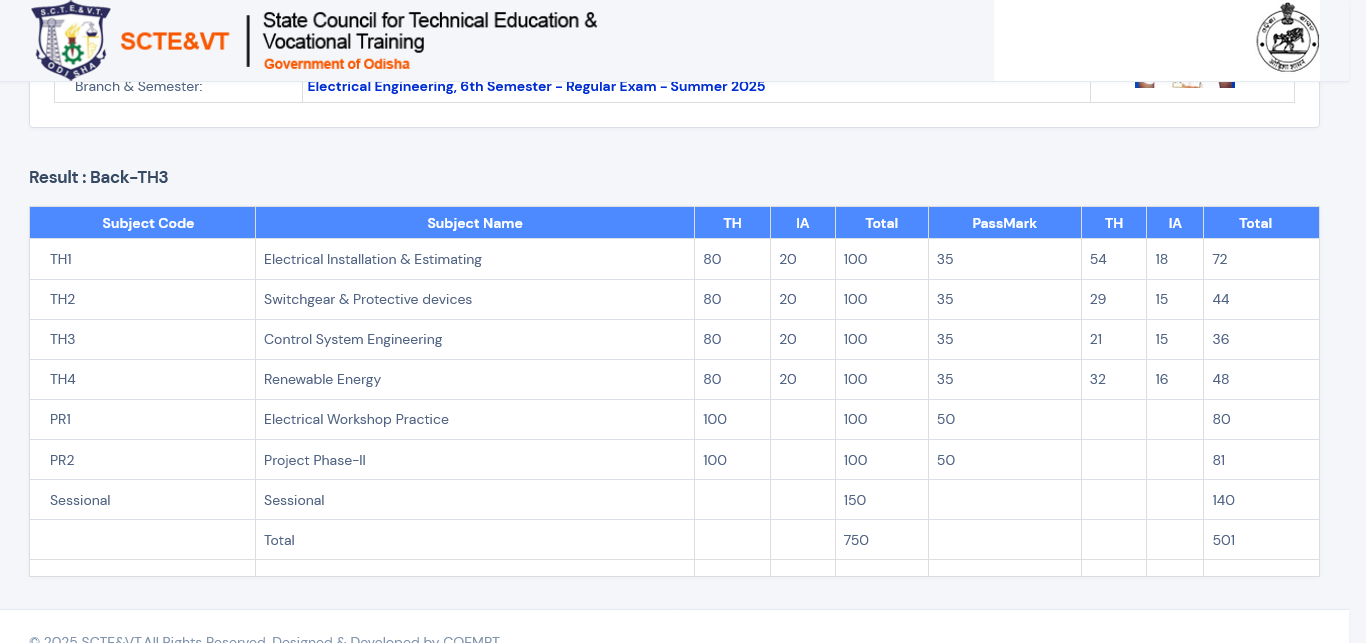 S.C.T.E.&V.T.
ODISHA
SCTE&VT
State Council for Technical Education &
Vocational Training
Government of Odisha
Branch & Semester: Electrical Engineering, 6th Semester - Regular Exam - Summer 2025
Result : Back-TH3
Subject Code Subject Name TH IA Total PassMark TH IA Total
TH1 Electrical Installation & Estimating 80 20 100 35 54 18 72
TH2 Switchgear & Protective devices 80 20 100 35 29 15 44
TH3 Control System Engineering 80 20 100 35 21 15 36
TH4 Renewable Energy 80 20 100 35 32 16 48
PR1 Electrical Workshop Practice 100 100 50 80
PR2 Project Phase-II 100 100 50 81
Sessional Sessional 150 140
Total 750 501
© 2025 SCTE&VT.All Rights Reserved. Designed & Developed by COEMPT